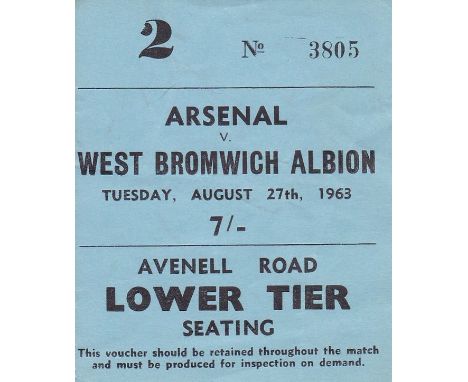 2 Nº 3805
ARSENAL
V.
WEST BROMWICH ALBION
TUESDAY, AUGUST 27th, 1963
7/-
AVENELL ROAD
LOWER TIER
SEATING
This voucher should be retained throughout the match
and must be produced for inspection on demand.